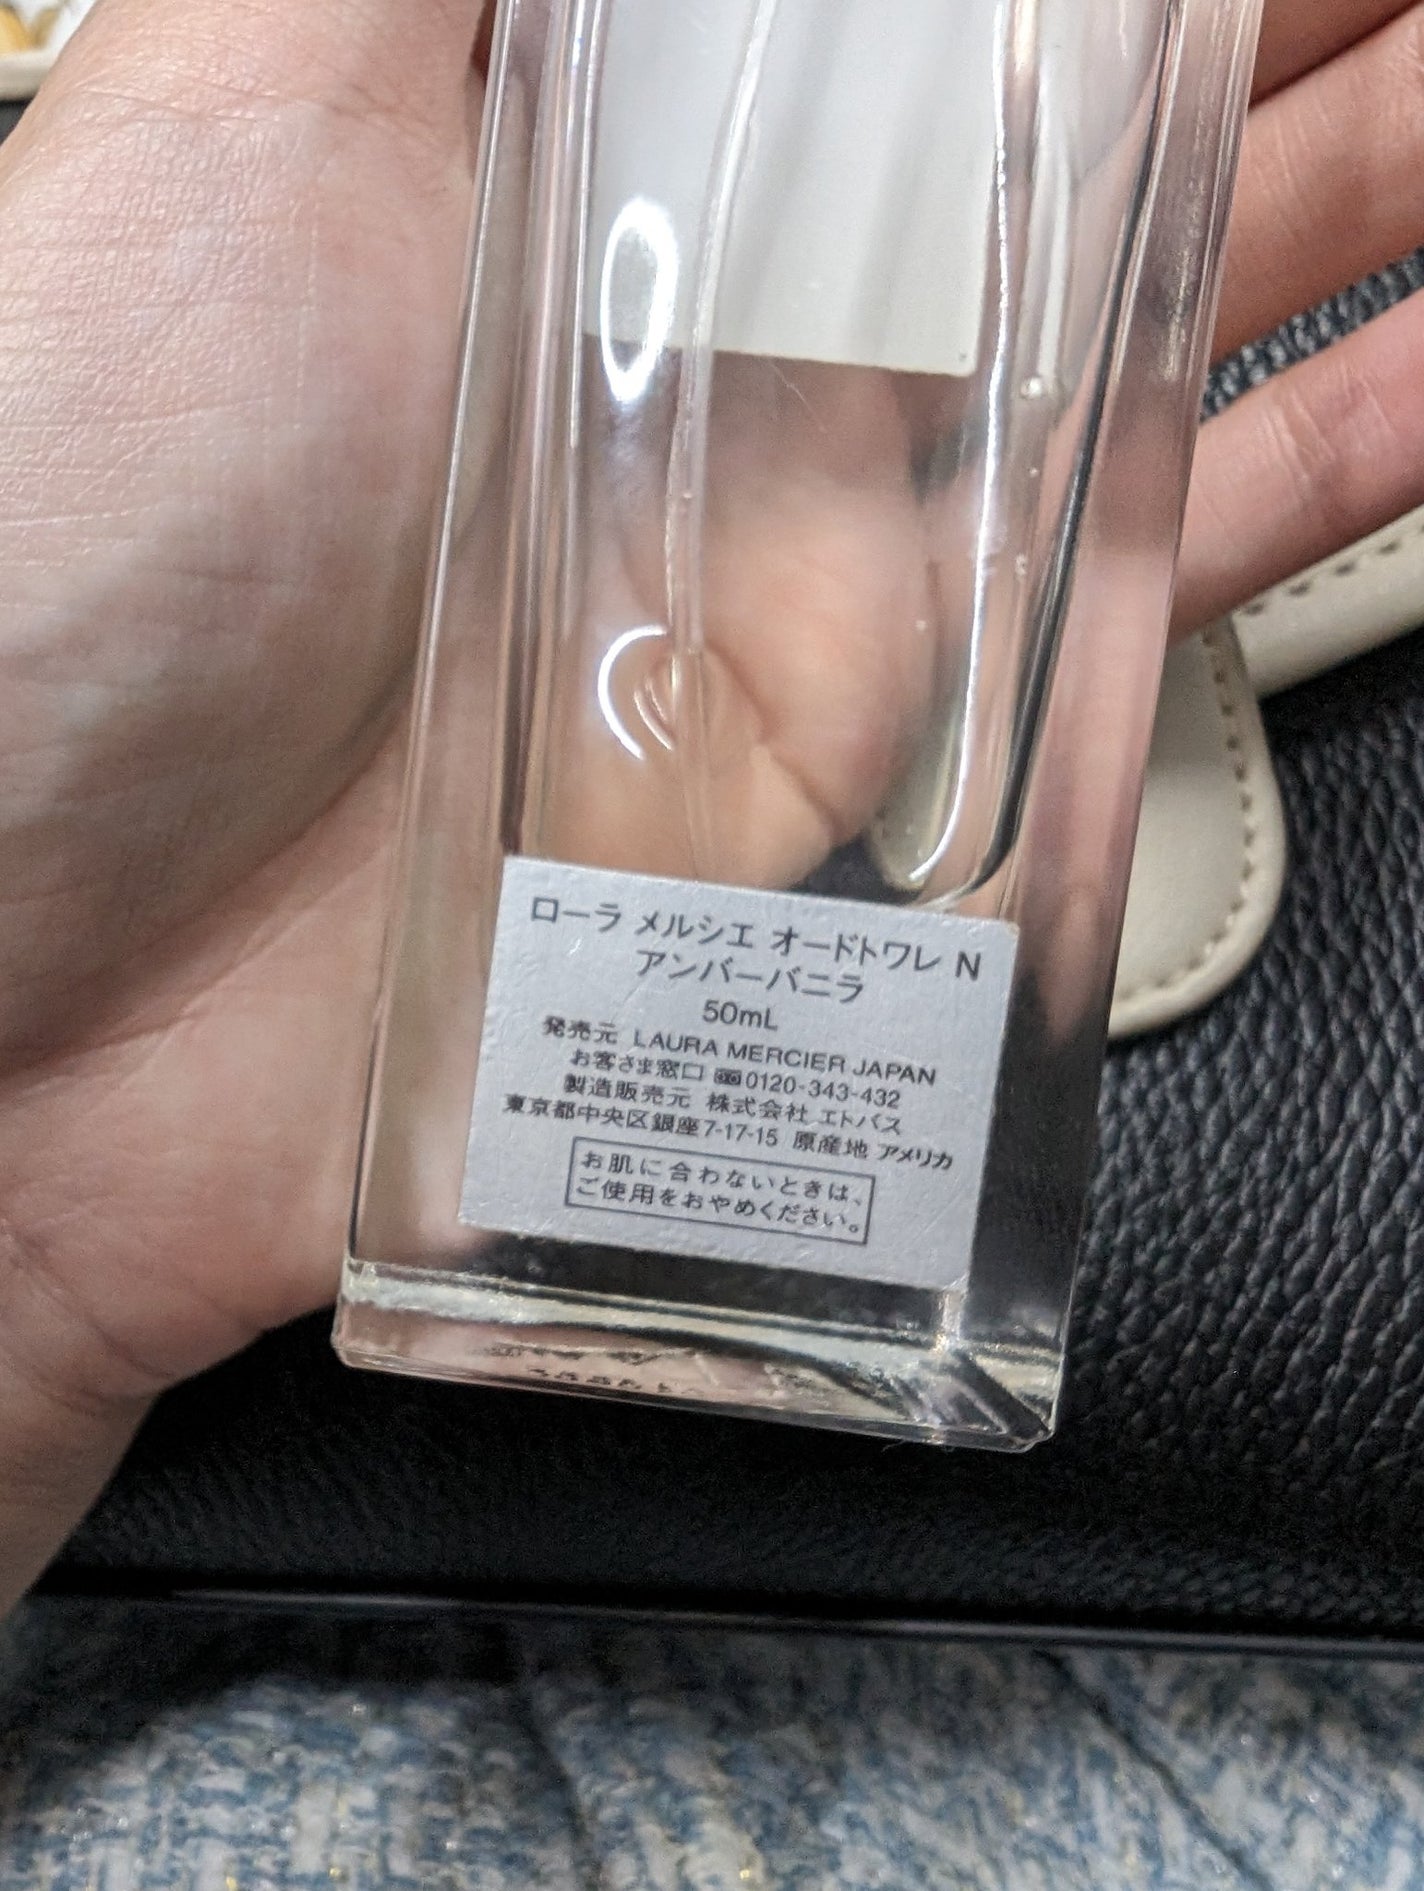 ローラ メルシエ オードトワレ N
アンバーバニラ
50mL
発売元 LAURA MERCIER JAPAN
お客さま窓口 0120-343-432
製造販売元 株式会社 エトバス
東京都中央区銀座7-17-15 原産地 アメリカ
お肌に合わないときは、
ご使用をおやめください。